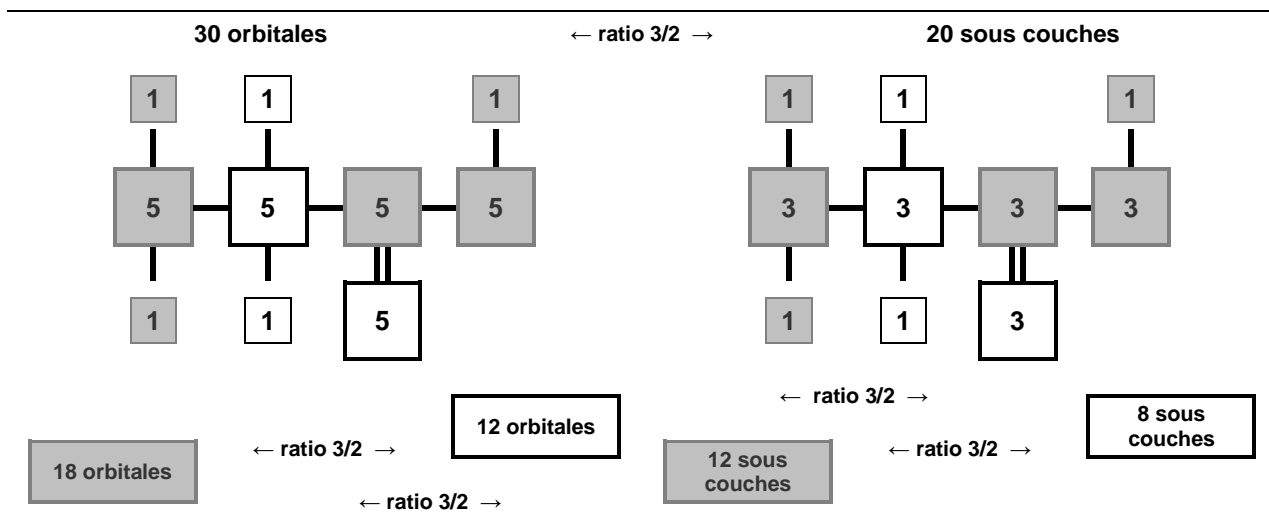 30 orbitales ← ratio 3/2 → 20 sous couches
1 1 1 1 1 1
5 5 5 5 3 3 3 3
1 1 5 1 1 3
← ratio 3/2 →
12 orbitales
8 sous
couches
← ratio 3/2 → ← ratio 3/2 →
18 orbitales
12 sous
couches
← ratio 3/2 →